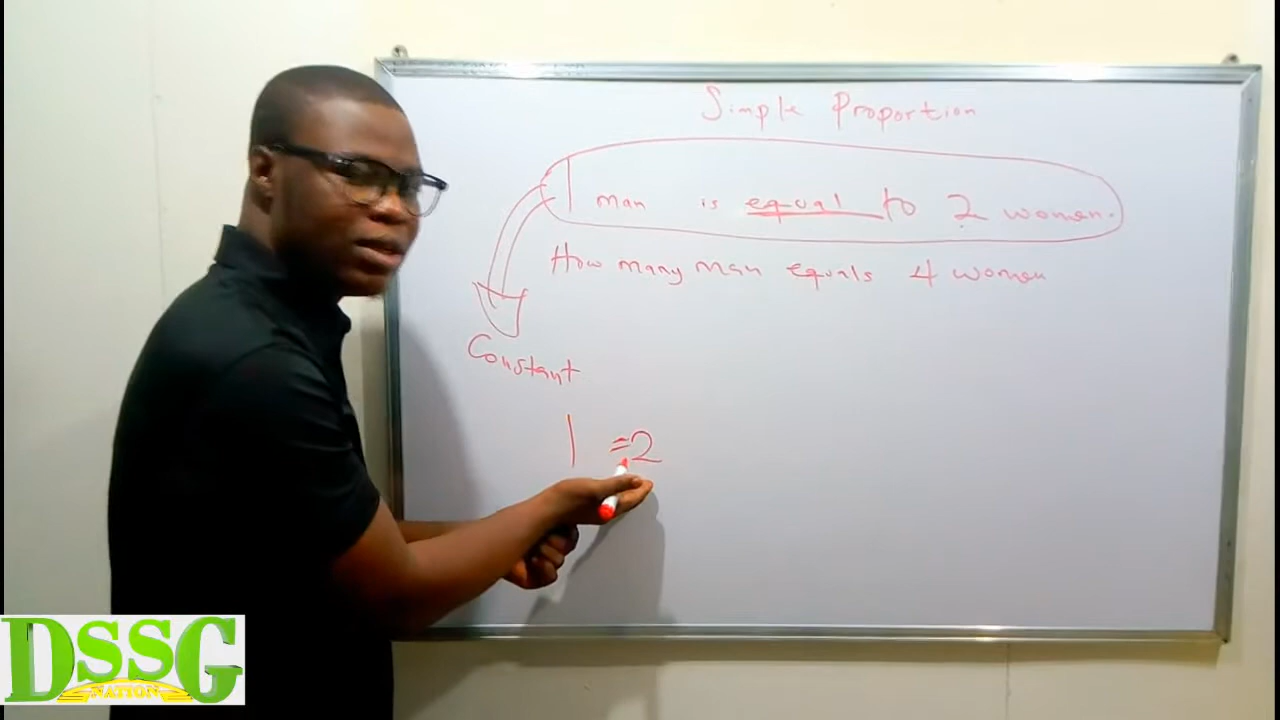 Simple Proportion
1 man is equal to 2 women.
How many man equals 4 women
Constant
1 =2
DSSG
NATION